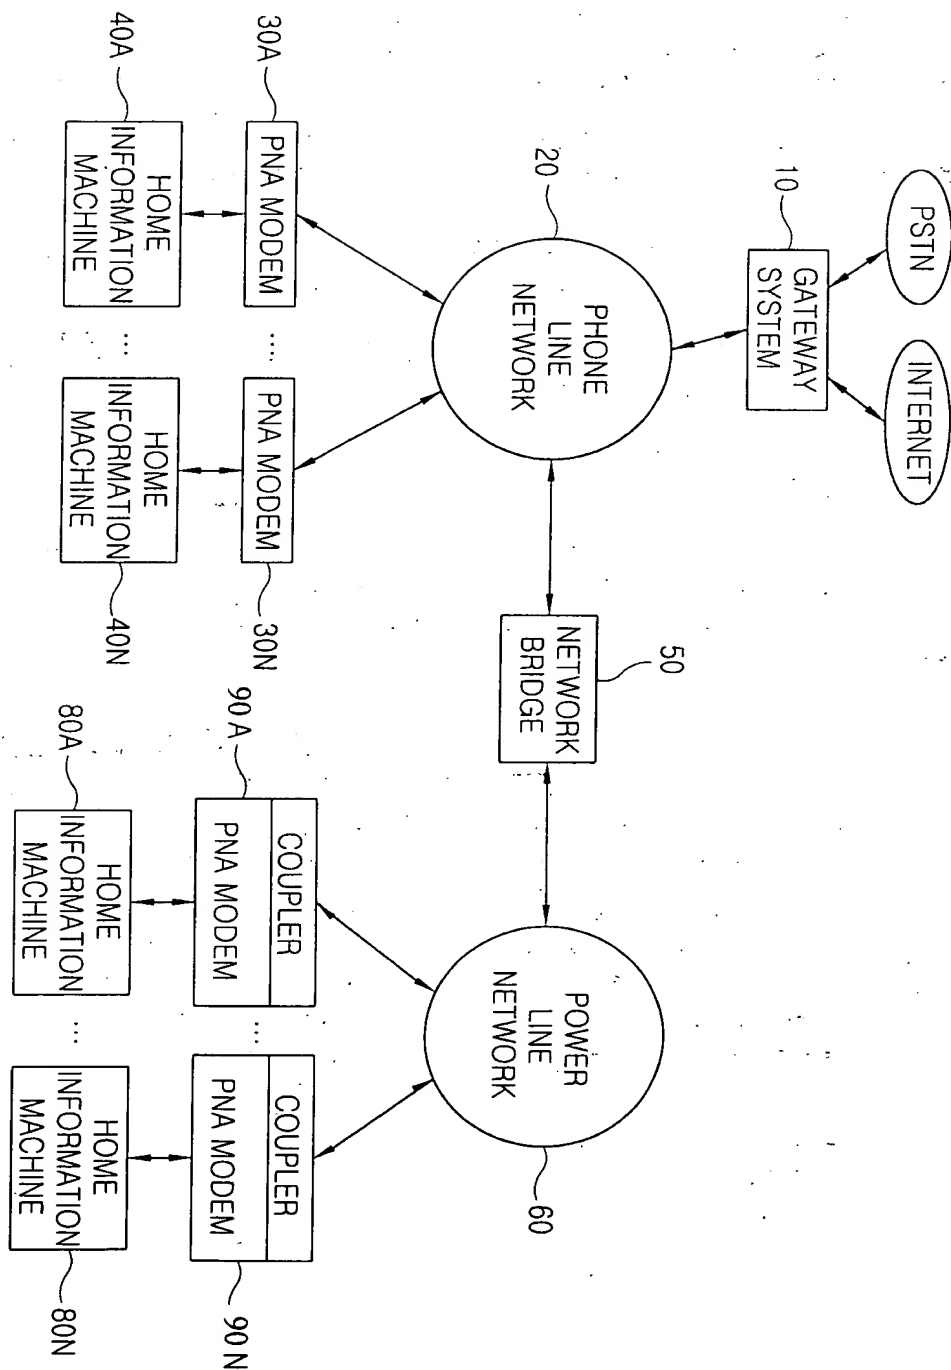 PSTN
INTERNET
10
GATEWAY
SYSTEM
20
PHONE
LINE
NETWORK
50
NETWORK
BRIDGE
POWER
LINE
NETWORK
60
30A
PNA MODEM
....
PNA MODEM
30N
40A
HOME
INFORMATION
MACHINE
...
HOME
INFORMATION
MACHINE
40N
90A
COUPLER
PNA MODEM
...
COUPLER
PNA MODEM
90N
80A
HOME
INFORMATION
MACHINE
...
HOME
INFORMATION
MACHINE
80N